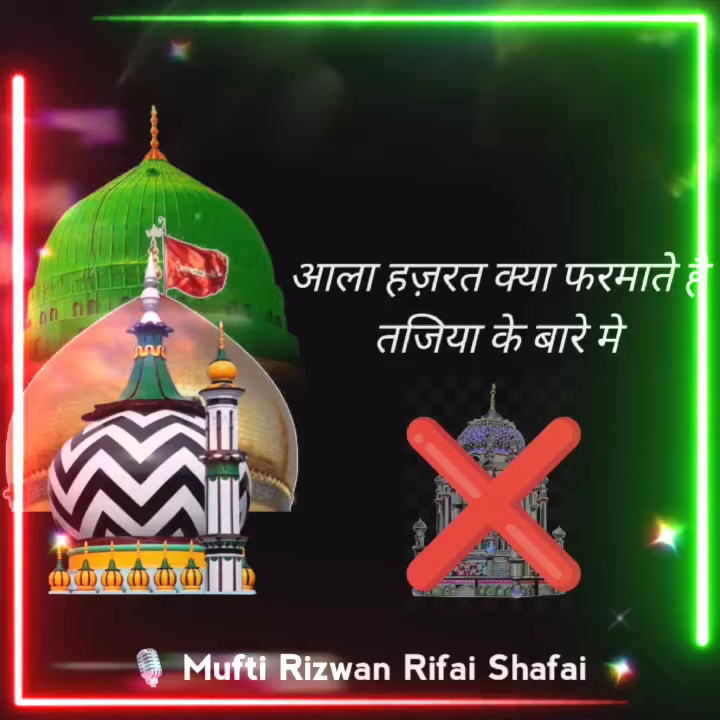 आला हज़रत क्या फरमाते है
तजिया के बारे मे
Mufti Rizwan Rifai Shafai